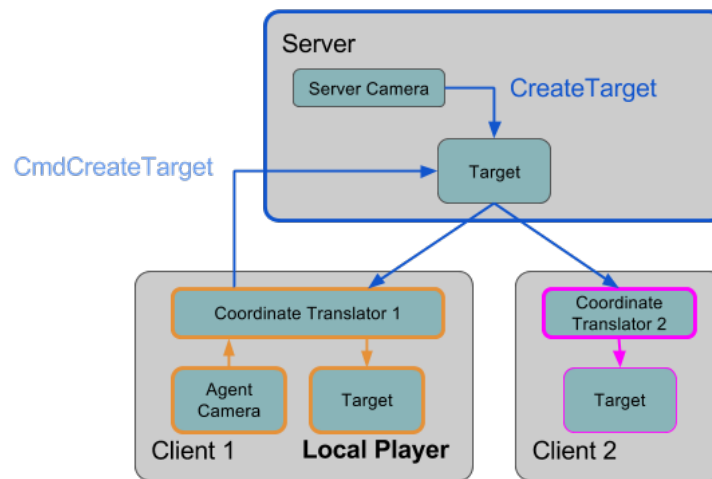 Server
Server Camera
CreateTarget
CmdCreateTarget
Target
Coordinate Translator 1
Coordinate
Translator 2
Agent
Camera
Target
Target
Client 1
Local Player
Client 2